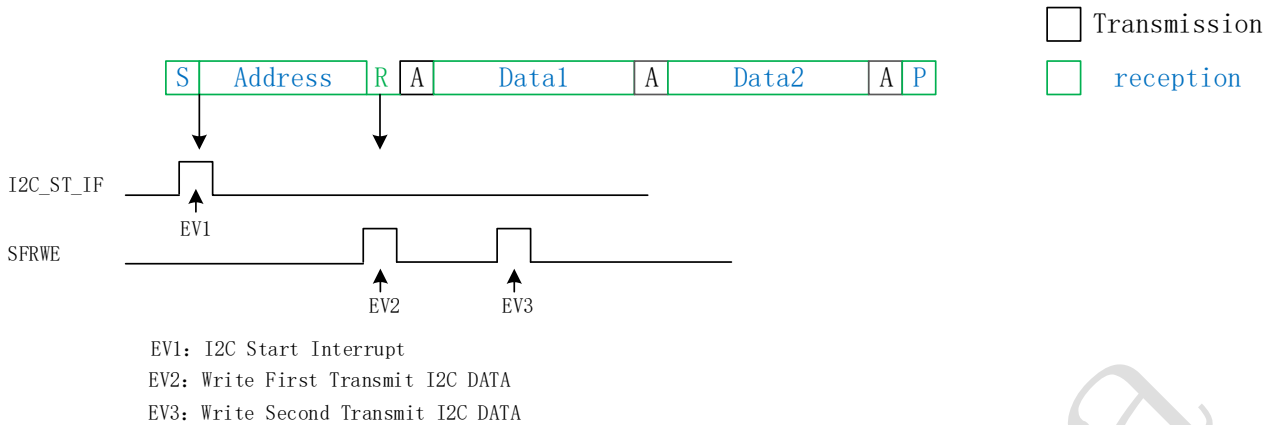 Transmission
S Address R A Data1 A Data2 A P
reception
I2C_ST_IF
EV1
SFRWE
EV2 EV3
EV1: I2C Start Interrupt
EV2: Write First Transmit I2C DATA
EV3: Write Second Transmit I2C DATA